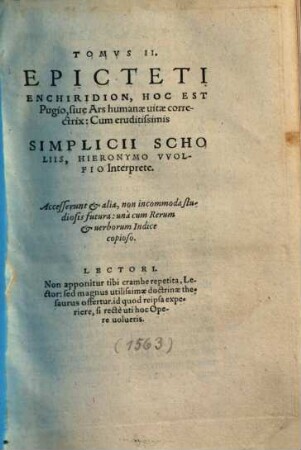 TOMVS II.
EPICTETI
ENCHIRIDION, HOC EST
Pugio, siue Ars humanæ uitæ corre-
ctrix: Cum eruditissimis
SIMPLICII SCHO
LIIS, HIERONYMO VVOL-
FIO Interprete.
Accesserunt & alia, non incommoda stu-
diosis futura: unà cum Rerum
& uerborum Indice
copioso.
LECTORI.
Non apponitur tibi crambe repetita, Le-
ctor: sed magnus utilissimæ doctrinæ the-
saurus offertur. id quod reipsa expe-
riere, si rectè uti hoc Ope-
re uolueris.
(1563)